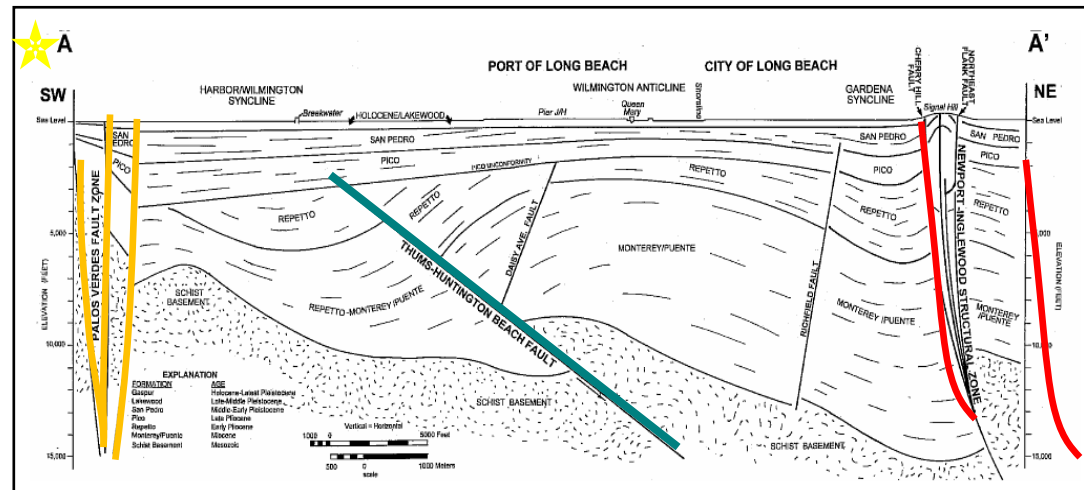 A
A'
SW
NE
PORT OF LONG BEACH
CITY OF LONG BEACH
HARBOR/WILMINGTON
SYNCLINE
WILMINGTON ANTICLINE
GARDENA
SYNCLINE
CHERRY HILL
FAULT
NORTHEAST
FLANK FAULT
Breakwater
HOLOCENE/LAKEWOOD
Pier J/H
Queen
Mary
Shoreline
Signal Hill
Sea Level
Sea Level
SAN
PEDRO
SAN PEDRO
SAN PEDRO
SAN
PEDRO
PICO
PICO
PICO UNCONFORMITY
PICO
PICO
REPETTO
REPETTO
REPETTO
REPETTO
REPETTO
PALOS VERDES FAULT ZONE
THUMS-HUNTINGTON BEACH FAULT
DAISY AVE. FAULT
RICHFIELD FAULT
NEWPORT-INGLEWOOD STRUCTURAL ZONE
MONTEREY/PUENTE
REPETTO-MONTEREY/PUENTE
MONTEREY/PUENTE
MONTEREY
/PUENTE
SCHIST
BASEMENT
SCHIST BASEMENT
SCHIST
BASEMENT
ELEVATION (FEET)
5,000
10,000
15,000
ELEVATION (FEET)
15,000
EXPLANATION
FORMATION AGE
Gaspur Holocene-Latest Pleistocene
Lakewood Late-Middle Pleistocene
San Pedro Middle-Early Pleistocene
Pico Late Pliocene
Repetto Early Pliocene
Monterey/Puente Miocene
Schist Basement Mesozoic
Vertical = Horizontal
1000 0 5000 Feet
500 0 1000 Meters
scale